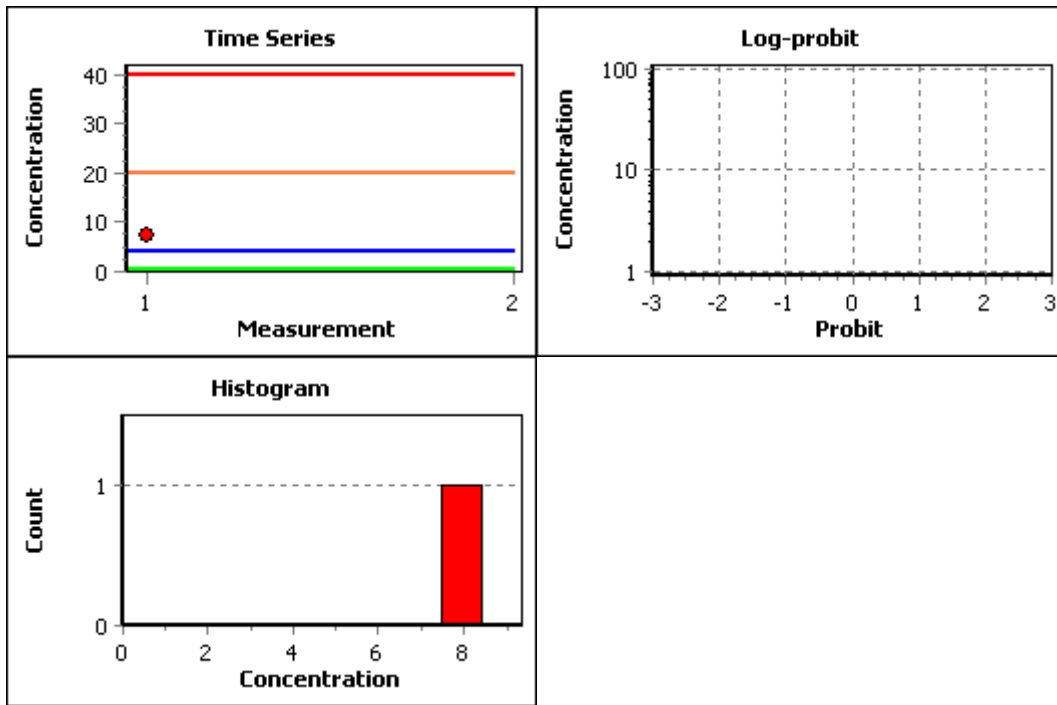 Time Series
Concentration
40
30
20
10
0
1 2
Measurement
Log-probit
Concentration
100
10
1
-3 -2 -1 0 1 2 3
Probit
Histogram
Count
1
0
0 2 4 6 8
Concentration